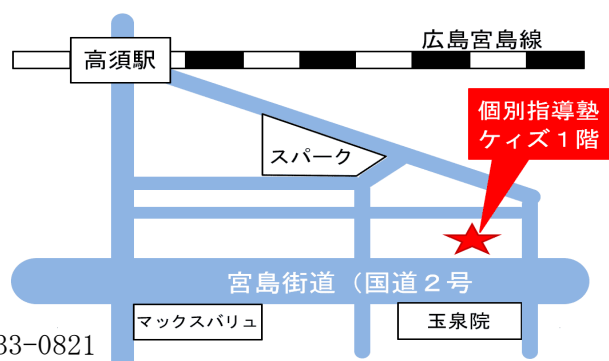 広島宮島線
高須駅
個別指導塾
ケィズ１階
スパーク
宮島街道（国道２号
マックスバリュ
玉泉院
33-0821